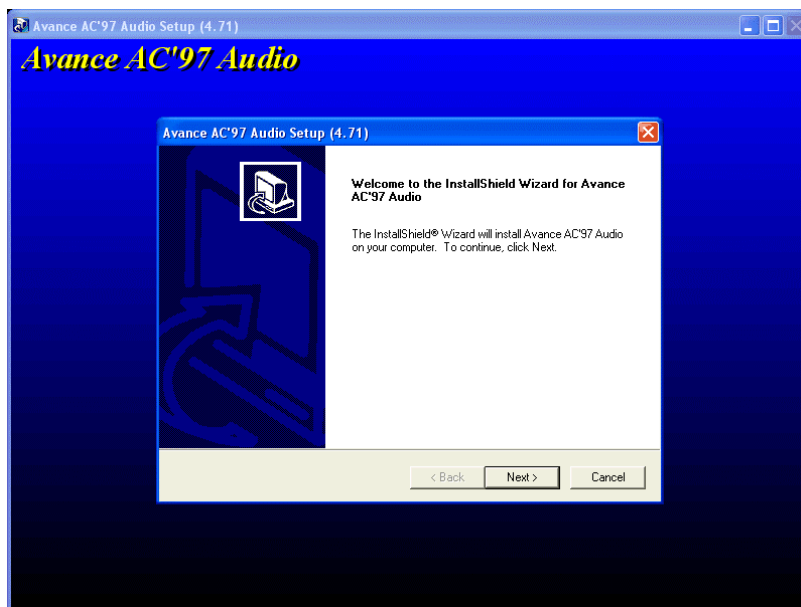 Avance AC'97 Audio Setup (4.71)
Avance AC'97 Audio
Avance AC'97 Audio Setup (4.71)
Welcome to the InstallShield Wizard for Avance
AC'97 Audio
The InstallShield® Wizard will install Avance AC'97 Audio
on your computer. To continue, click Next.
< Back
Next >
Cancel